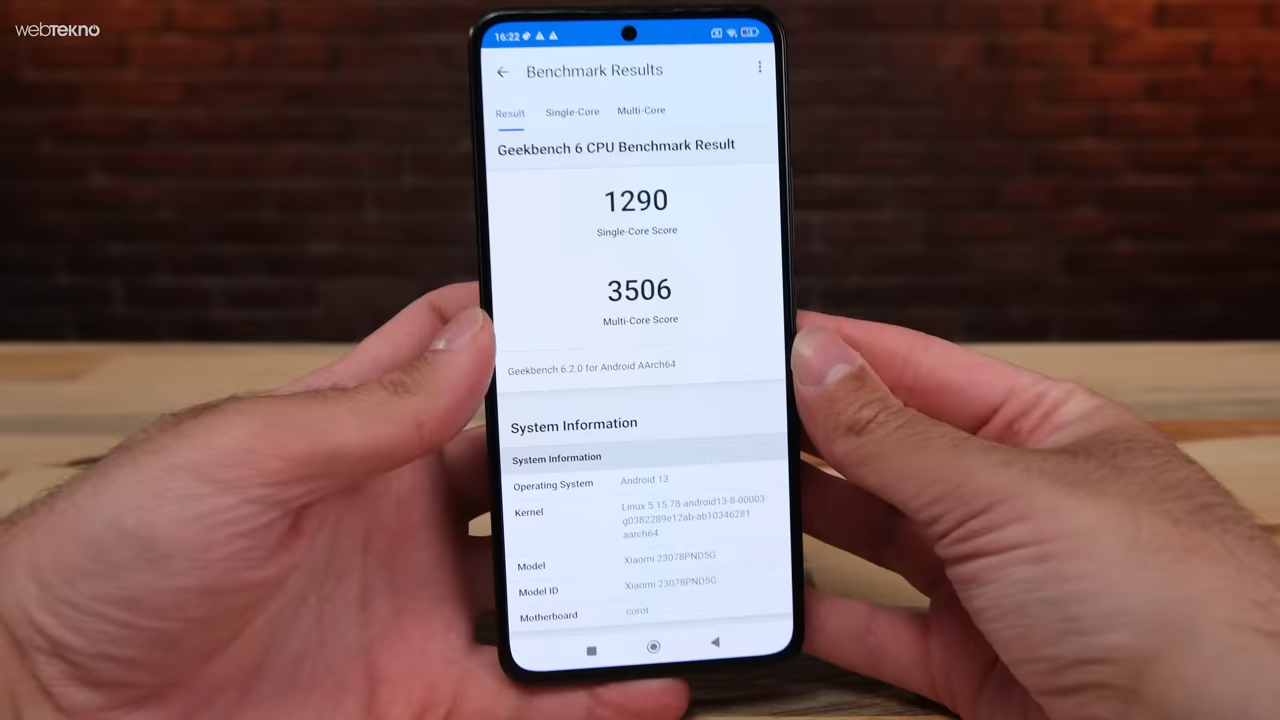 webtekno
16:22
Benchmark Results
Result Single-Core Multi-Core
Geekbench 6 CPU Benchmark Result
1290
Single-Core Score
3506
Multi-Core Score
Geekbench 6.2.0 for Android AArch64
System Information
System Information
Operating System Android 13
Kernel Linux 5.15.78-android13-8-00003-
g0382289e12ab-ab10346281
aarch64
Model Xiaomi 23078PND5G
Model ID Xiaomi 23078PND5G
Motherboard corot